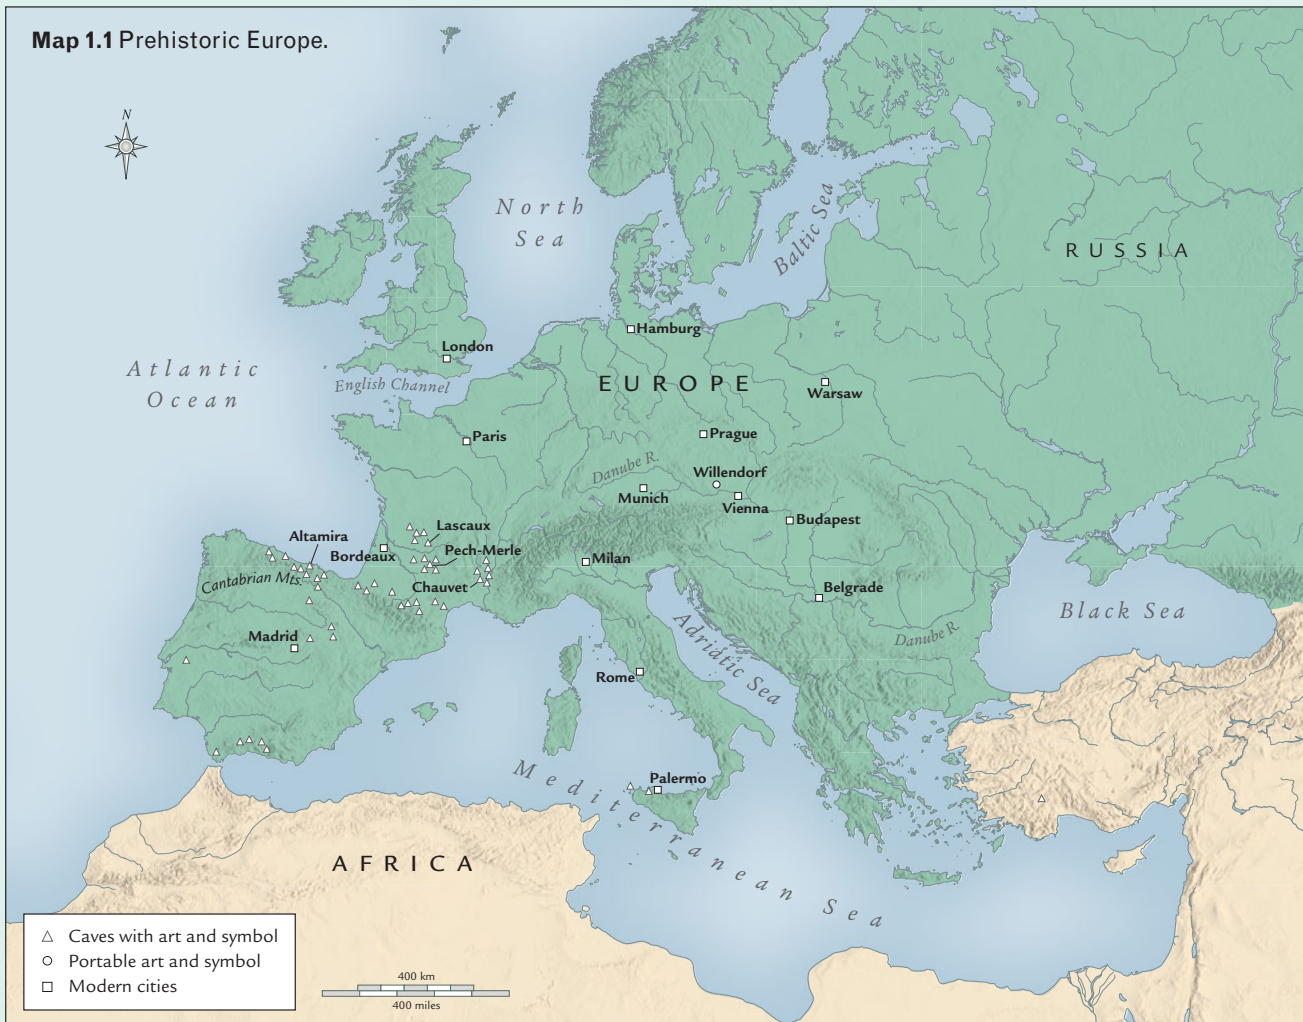 Map 1.1 Prehistoric Europe.
N
North
Sea
Baltic Sea
RUSSIA
Hamburg
London
Atlantic
Ocean
English Channel
EUROPE
Warsaw
Paris
Prague
Danube R.
Willendorf
Munich
Vienna
Budapest
Lascaux
Altamira
Bordeaux
Pech-Merle
Milan
Cantabrian Mts.
Chauvet
Belgrade
Black Sea
Danube R.
Madrid
Adriatic Sea
Rome
Mediterranean Sea
Palermo
AFRICA
Caves with art and symbol
Portable art and symbol
Modern cities
400 km
400 miles